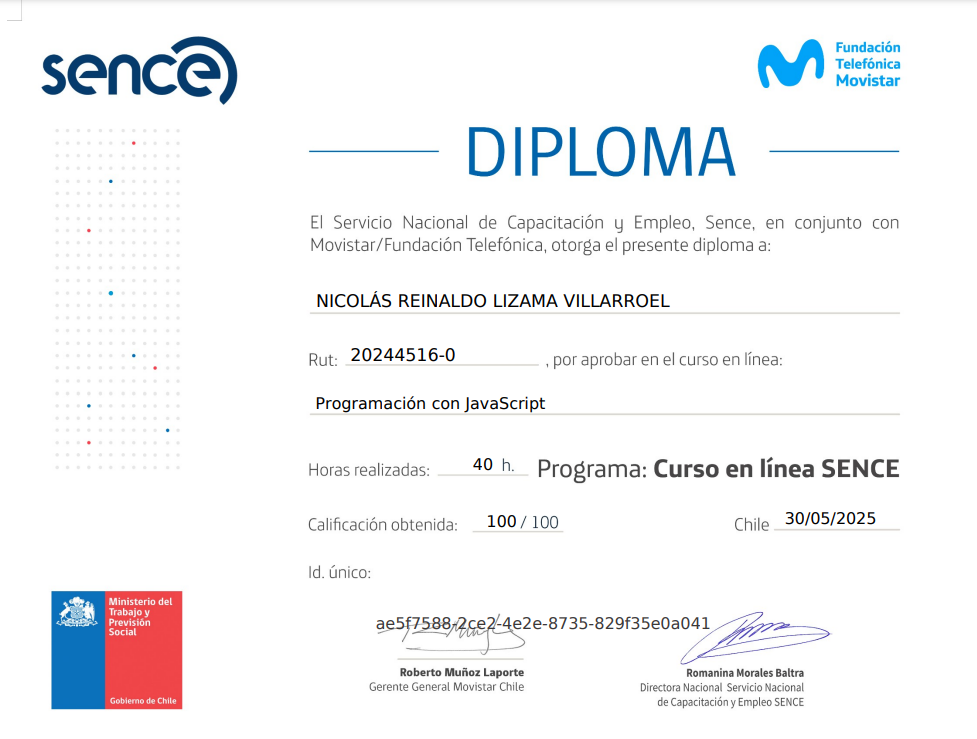 sence
Fundación
Telefónica
Movistar
DIPLOMA
El Servicio Nacional de Capacitación y Empleo, Sence, en conjunto con
Movistar/Fundación Telefónica, otorga el presente diploma a:
NICOLÁS REINALDO LIZAMA VILLARROEL
Rut: 20244516-0 , por aprobar en el curso en línea:
Programación con JavaScript
Horas realizadas: 40 h. Programa: Curso en línea SENCE
Calificación obtenida: 100 / 100 Chile 30/05/2025
Id. único:
ae5f7588-2ce2-4e2e-8735-829f35e0a041
Roberto Muñoz Laporte
Gerente General Movistar Chile
Romanina Morales Baltra
Directora Nacional Servicio Nacional
de Capacitación y Empleo SENCE
Ministerio del
Trabajo y
Previsión
Social
Gobierno de Chile